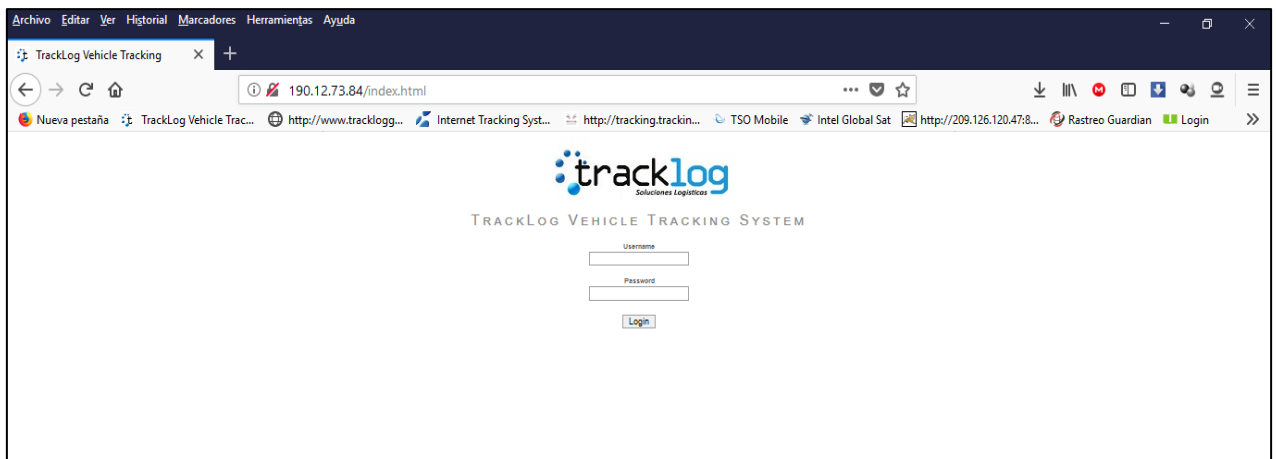 Archivo Editar Ver Historial Marcadores Herramientas Ayuda
TrackLog Vehicle Tracking
190.12.73.84/index.html
Nueva pestaña TrackLog Vehicle Trac... http://www.tracklogg... Internet Tracking Syst... http://tracking.trackin... TSO Mobile Intel Global Sat http://209.126.120.47:8... Rastreo Guardian Login
tracklog
Soluciones Logísticas
TRACKLOG VEHICLE TRACKING SYSTEM
Username
Password
Login